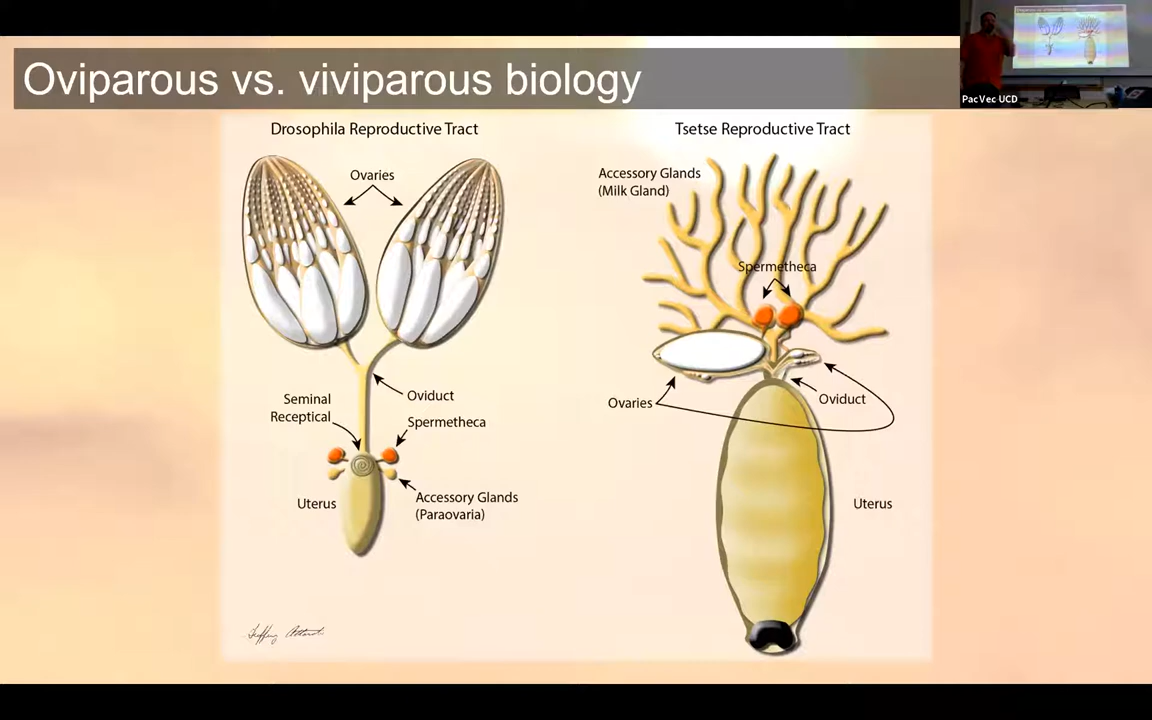 Oviparous vs. viviparous biology
PacVec UCD
Drosophila Reproductive Tract
Ovaries
Oviduct
Seminal
Receptical
Spermetheca
Uterus
Accessory Glands
(Paraovaria)
Tsetse Reproductive Tract
Accessory Glands
(Milk Gland)
Spermetheca
Ovaries
Oviduct
Uterus